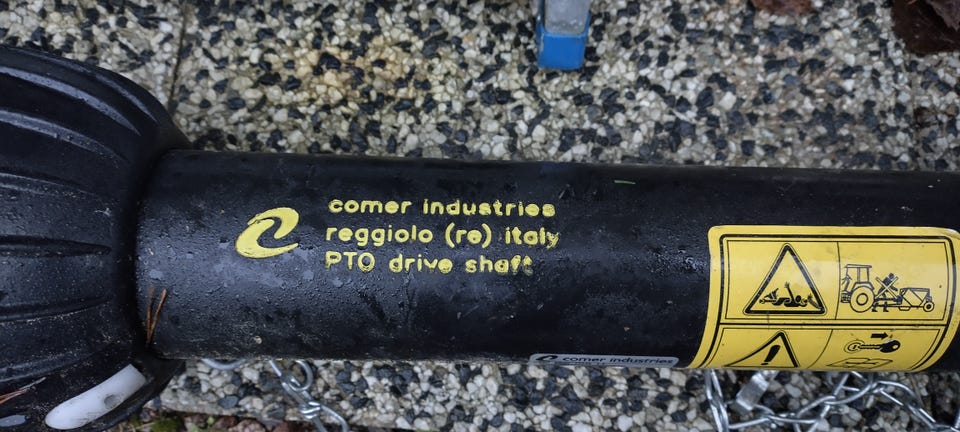 comer industries
reggiolo (re) italy
PTO drive shaft
comer industries